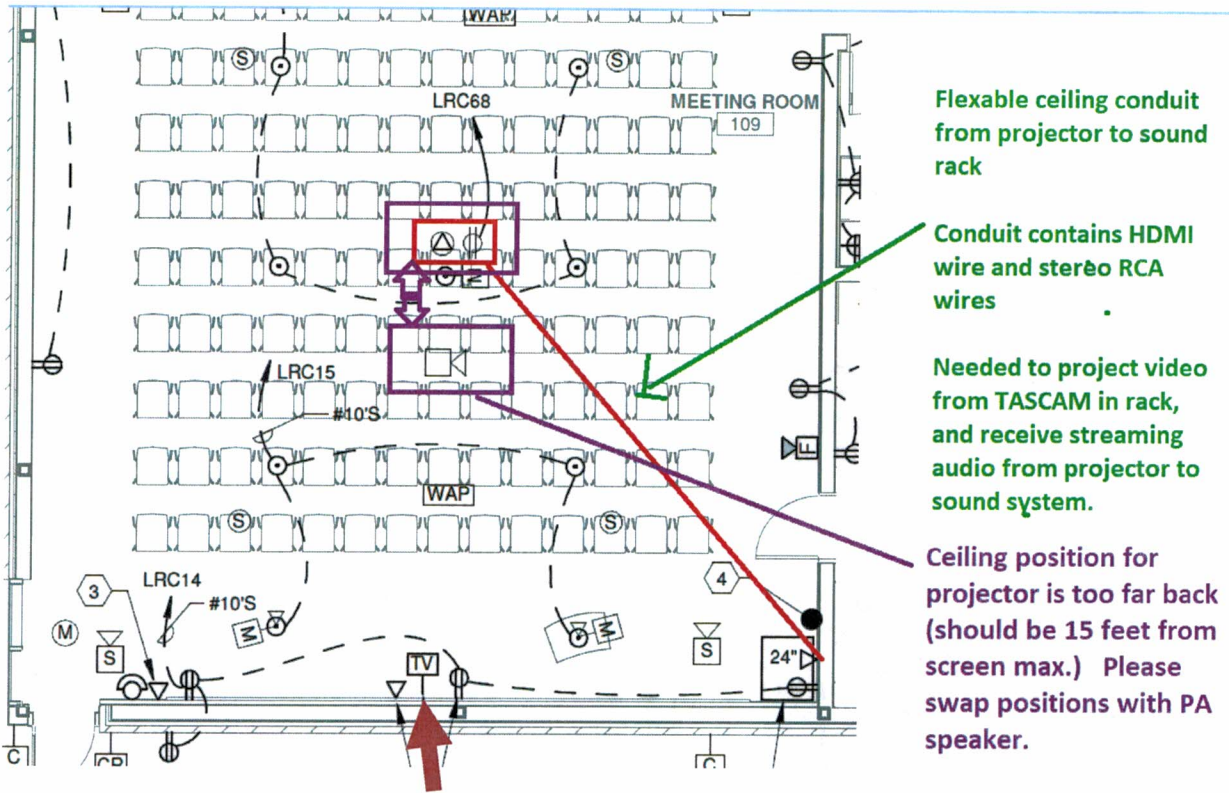 WAP
S
S
LRC68
MEETING ROOM
109
M
LRC15
#10'S
F
WAP
S
S
LRC14
3
#10'S
4
M
M
M
S
S
TV
24"
C
CP
C
Flexable ceiling conduit
from projector to sound
rack
Conduit contains HDMI
wire and stereo RCA
wires
Needed to project video
from TASCAM in rack,
and receive streaming
audio from projector to
sound system.
Ceiling position for
projector is too far back
(should be 15 feet from
screen max.) Please
swap positions with PA
speaker.